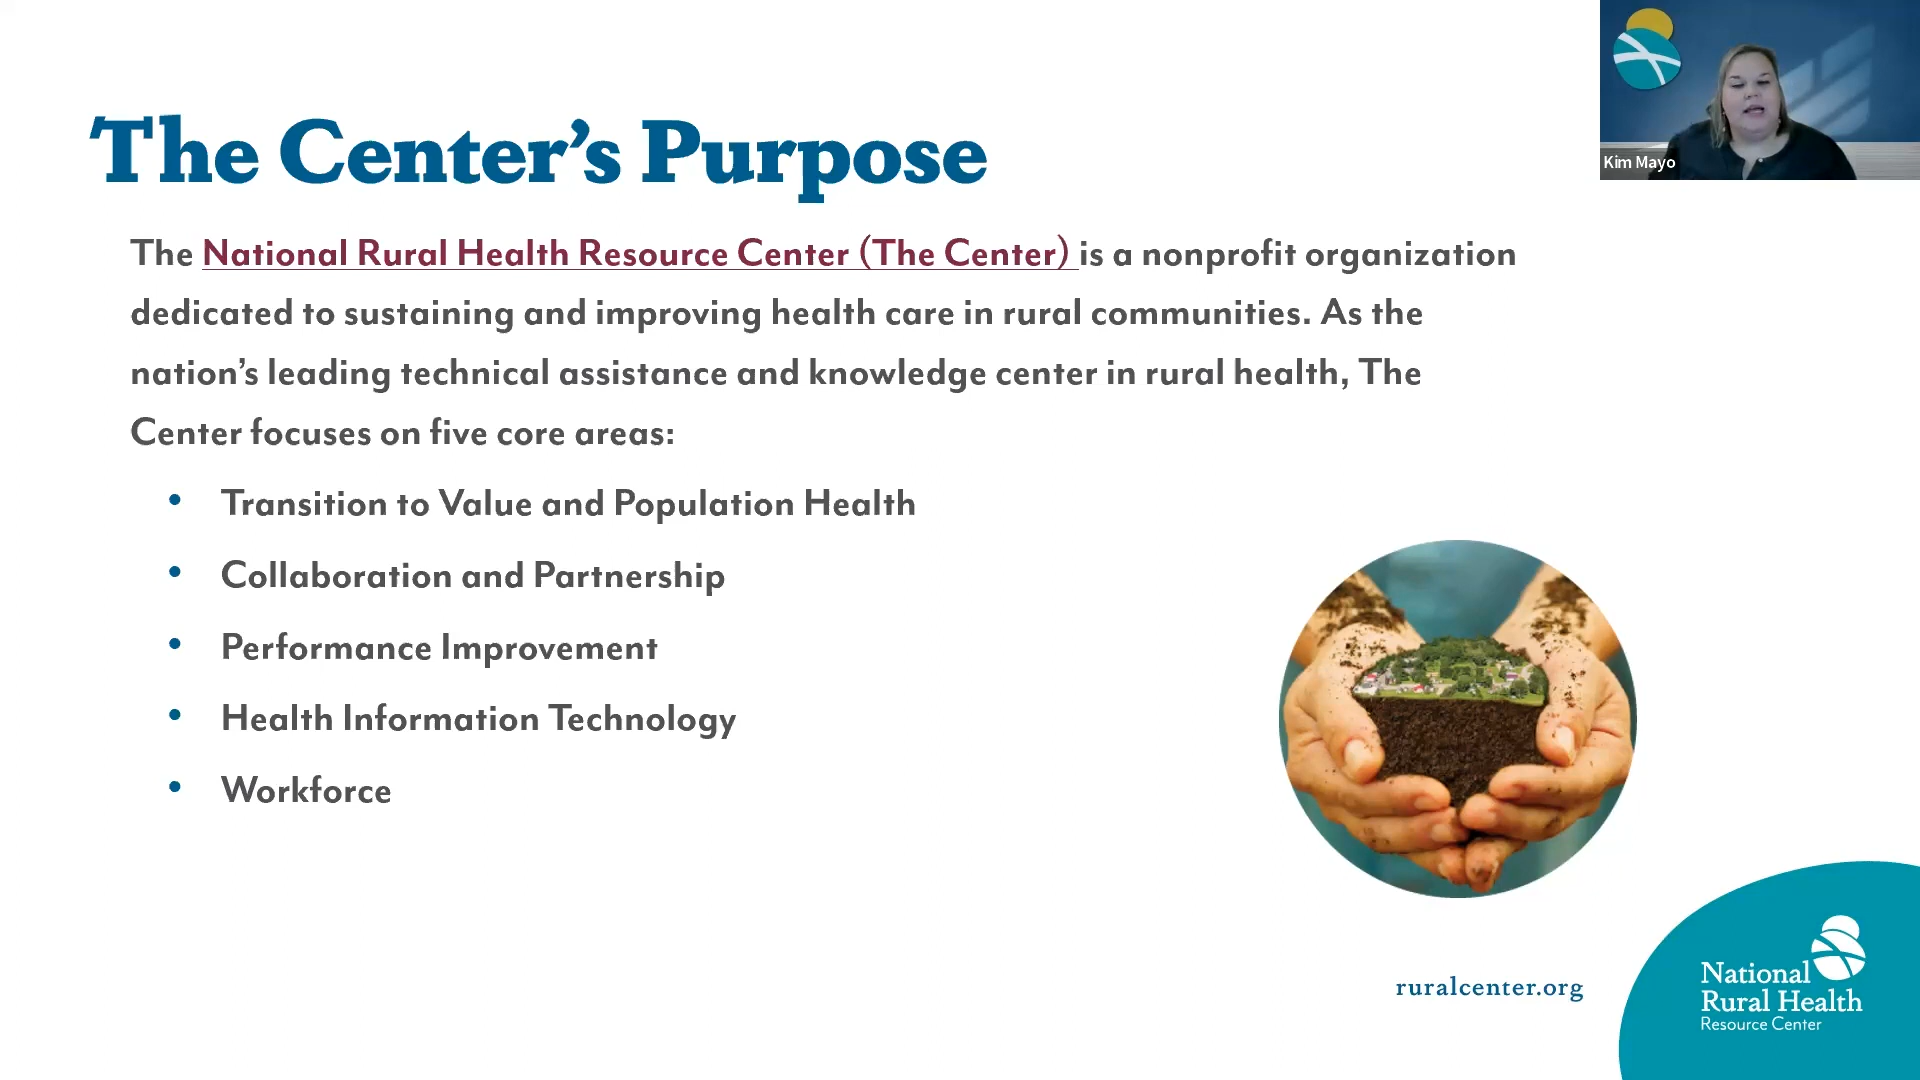 The Center’s Purpose
The National Rural Health Resource Center (The Center) is a nonprofit organization
dedicated to sustaining and improving health care in rural communities. As the
nation’s leading technical assistance and knowledge center in rural health, The
Center focuses on five core areas:
• Transition to Value and Population Health
• Collaboration and Partnership
• Performance Improvement
• Health Information Technology
• Workforce
Kim Mayo
ruralcenter.org
National
Rural Health
Resource Center